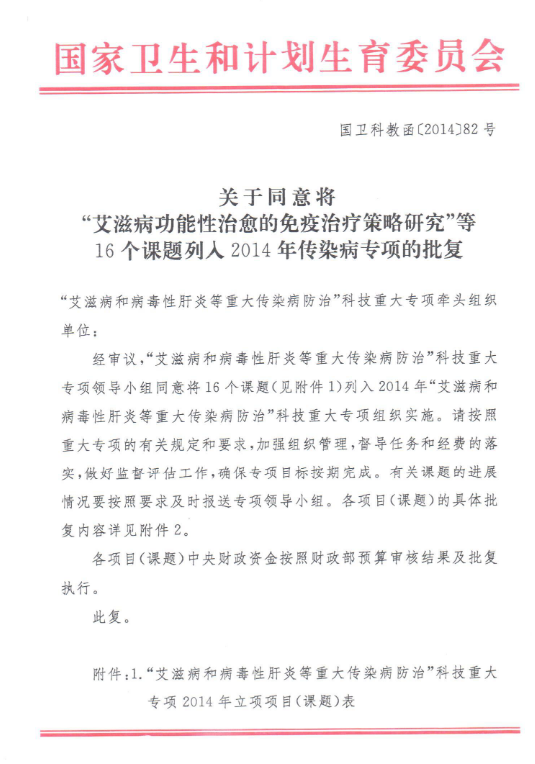 国家卫生和计划生育委员会
国卫科教函〔2014〕82 号
关于同意将
“艾滋病功能性治愈的免疫治疗策略研究”等
16 个课题列入 2014 年传染病专项的批复
“艾滋病和病毒性肝炎等重大传染病防治”科技重大专项牵头组织
单位:
经审议,“艾滋病和病毒性肝炎等重大传染病防治”科技重大
专项领导小组同意将 16 个课题(见附件 1)列入 2014 年“艾滋病和
病毒性肝炎等重大传染病防治”科技重大专项组织实施。请按照
重大专项的有关规定和要求,加强组织管理,督导任务和经费的落
实,做好监督评估工作,确保专项目标按期完成。有关课题的进展
情况要按照要求及时报送专项领导小组。各项目(课题)的具体批
复内容详见附件 2。
各项目(课题)中央财政资金按照财政部预算审核结果及批复
执行。
此复。
附件:1.“艾滋病和病毒性肝炎等重大传染病防治”科技重大
专项 2014 年立项项目(课题)表